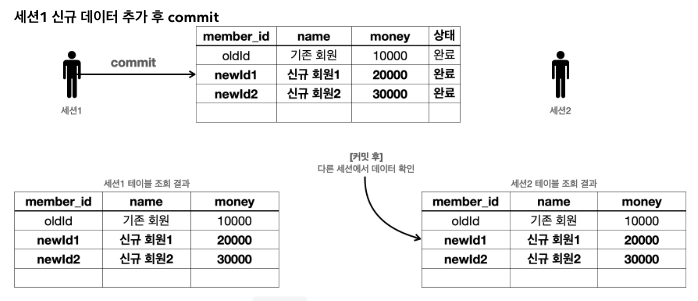 세션1 신규 데이터 추가 후 commit
member_id name money 상태
oldId 기존 회원 10000 완료
newId1 신규 회원1 20000 완료
newId2 신규 회원2 30000 완료
commit
세션1
세션2
[커밋 후]
다른 세션에서 데이터 확인
세션1 테이블 조회 결과
member_id name money
oldId 기존 회원 10000
newId1 신규 회원1 20000
newId2 신규 회원2 30000
세션2 테이블 조회 결과
member_id name money
oldId 기존 회원 10000
newId1 신규 회원1 20000
newId2 신규 회원2 30000